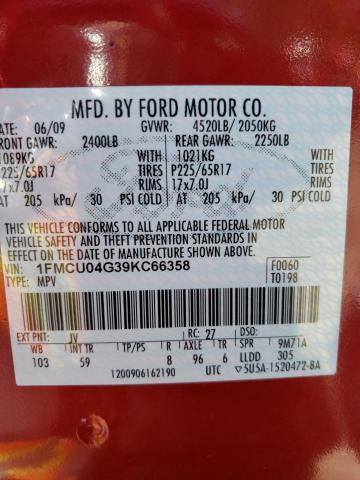 MFD. BY FORD MOTOR CO.
DATE: 06/09 GVWR: 4520LB/ 2050KG
FRONT GAWR: 2400LB REAR GAWR: 2250LB
1089KG WITH 1021KG WITH
P225/65R17 TIRES P225/65R17 TIRES
17x7.0J RIMS 17x7.0J RIMS
AT 205 kPa/ 30 PSI COLD AT 205 kPa/ 30 PSI COLD
THIS VEHICLE CONFORMS TO ALL APPLICABLE FEDERAL MOTOR
VEHICLE SAFETY AND THEFT PREVENTION STANDARDS IN EFFECT
ON THE DATE OF MANUFACTURE SHOWN ABOVE.
VIN: 1FMCU04G39KC66358 F0060
TYPE: MPV T0198
EXT PNT: JV RC: 27 DSO:
WB INT TR TP/PS R AXLE TR SPR 9M71A
103 59 8 96 6 LLDD 305
1200906162190 UTC 5U5A-1520472-BA